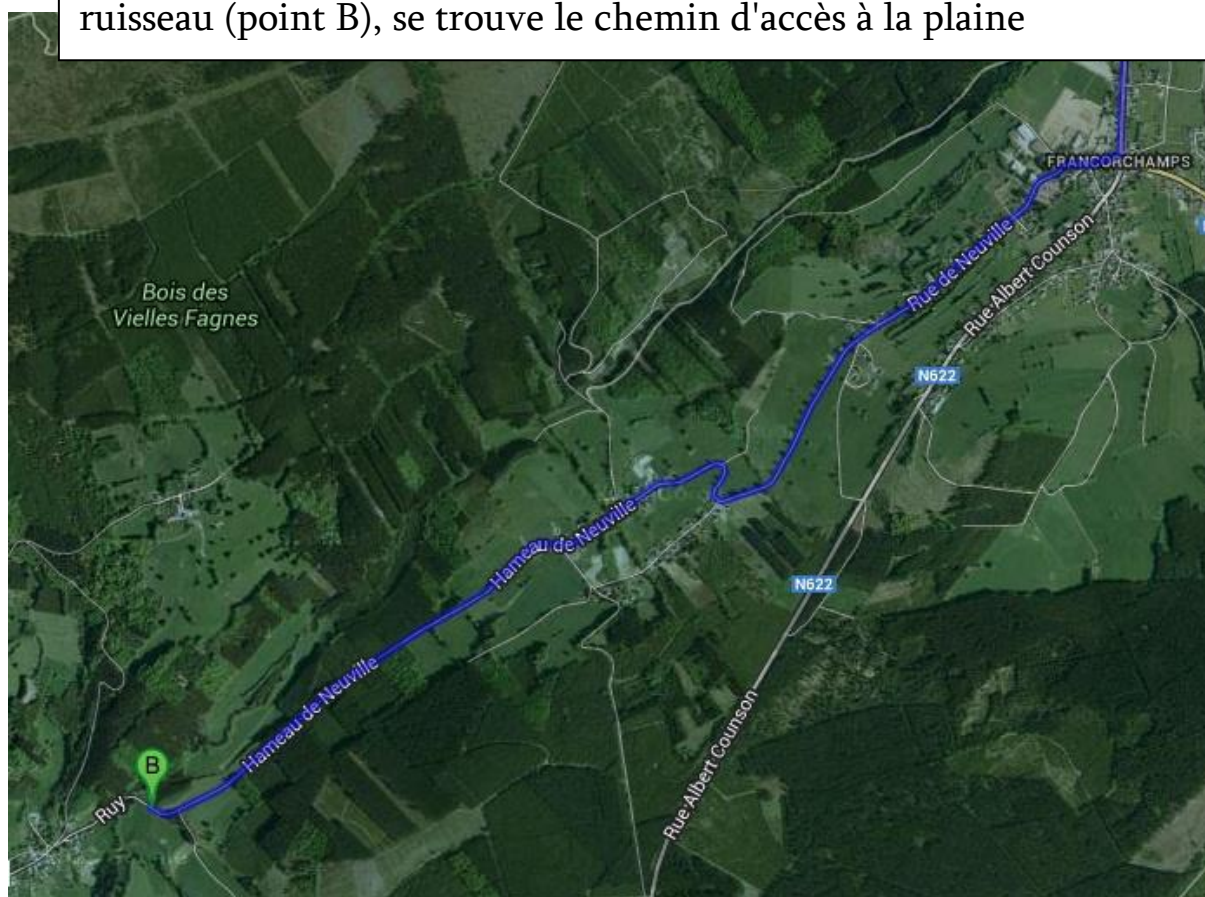 ruisseau (point B), se trouve le chemin d'accès à la plaine
FRANCORCHAMPS
Rue de Neuville
Rue Albert Counson
Bois des
Vielles Fagnes
N622
Hameau de Neuville
N622
Hameau de Neuville
Rue Albert Counson
B
Ruy